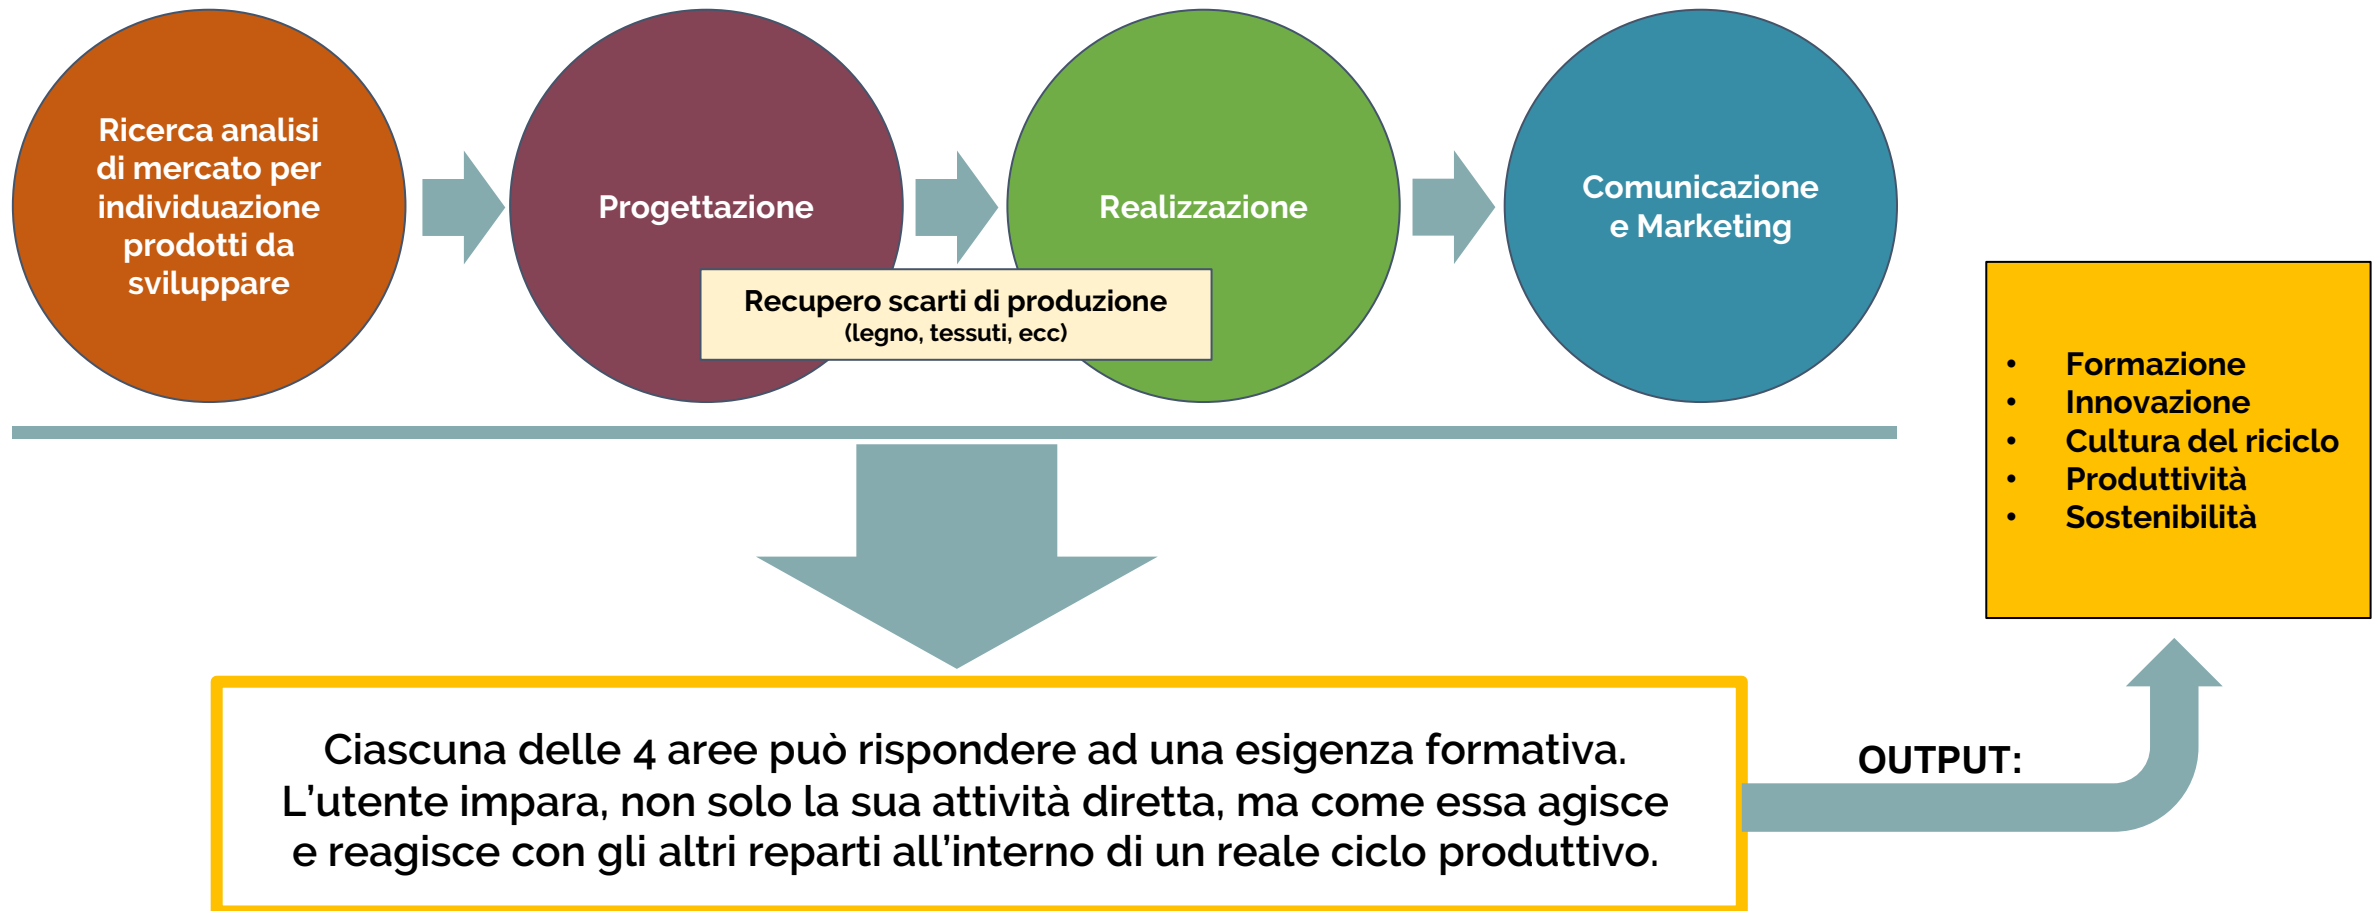 Ricerca analisi
di mercato per
individuazione
prodotti da
sviluppare
Progettazione
Realizzazione
Comunicazione
e Marketing
Recupero scarti di produzione
(legno, tessuti, ecc)
• Formazione
• Innovazione
• Cultura del riciclo
• Produttività
• Sostenibilità
Ciascuna delle 4 aree può rispondere ad una esigenza formativa.
L’utente impara, non solo la sua attività diretta, ma come essa agisce
e reagisce con gli altri reparti all’interno di un reale ciclo produttivo.
OUTPUT: